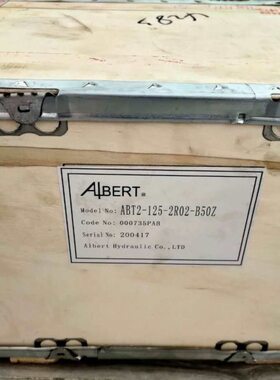 ALBERT®
Model No: ABT2-125-2R02-B50Z
Code No: 000735PAB
Serial No: 200417
Albert Hydraulic Co.,LTD